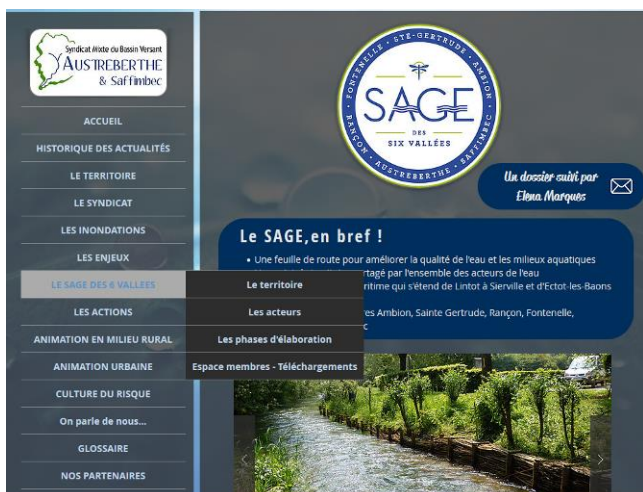 Syndicat Mixte du Bassin Versant
AUSTREBERTHE
& Saffimbec
ACCUEIL
HISTORIQUE DES ACTUALITÉS
LE TERRITOIRE
LE SYNDICAT
LES INONDATIONS
LES ENJEUX
LE SAGE DES 6 VALLEES
LES ACTIONS
ANIMATION EN MILIEU RURAL
ANIMATION URBAINE
CULTURE DU RISQUE
On parle de nous...
GLOSSAIRE
NOS PARTENAIRES
Le territoire
Les acteurs
Les phases d'élaboration
Espace membres - Téléchargements
FONTENELLE • STE-GERTRUDE • AMBION •
SAGE
DES
SIX VALLÉES
RANÇON • AUSTREBERTHE • SAFFIMBEC
Un dossier suivi par
Elena Marques
Le SAGE,en bref !
• Une feuille de route pour améliorer la qualité de l'eau et les milieux aquatiques
partagé par l'ensemble des acteurs de l'eau
qui s'étend de Lintot à Sierville et d'Ectot-les-Baons
Ambion, Sainte Gertrude, Rançon, Fontenelle,